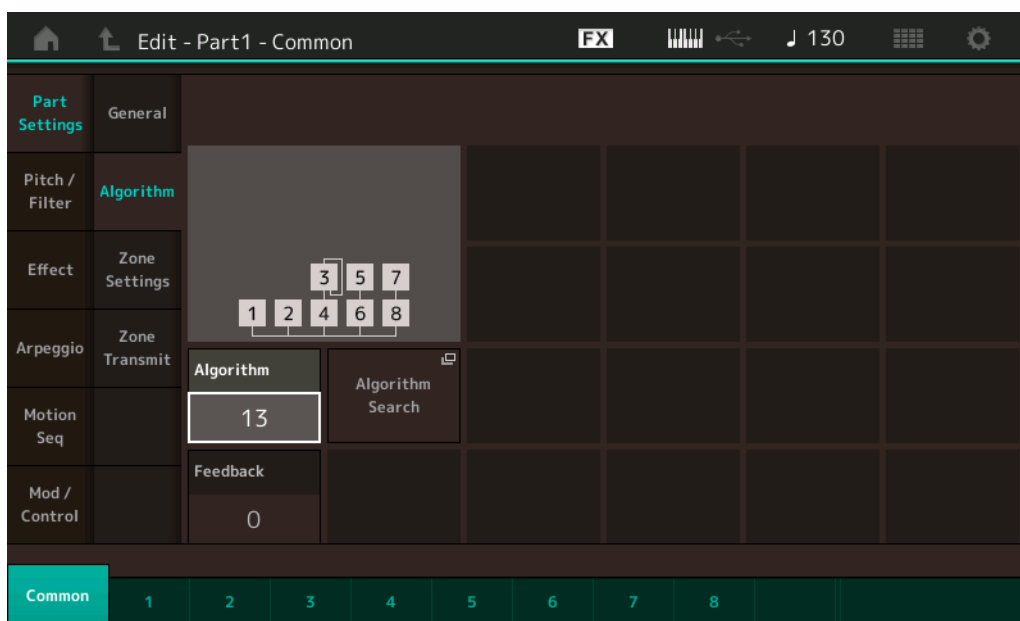 Edit - Part1 - Common
FX
130
Part
Settings
General
Pitch /
Filter
Algorithm
Effect
Zone
Settings
3 5 7
1 2 4 6 8
Arpeggio
Zone
Transmit
Algorithm
13
Algorithm
Search
Motion
Seq
Feedback
0
Mod /
Control
Common 1 2 3 4 5 6 7 8